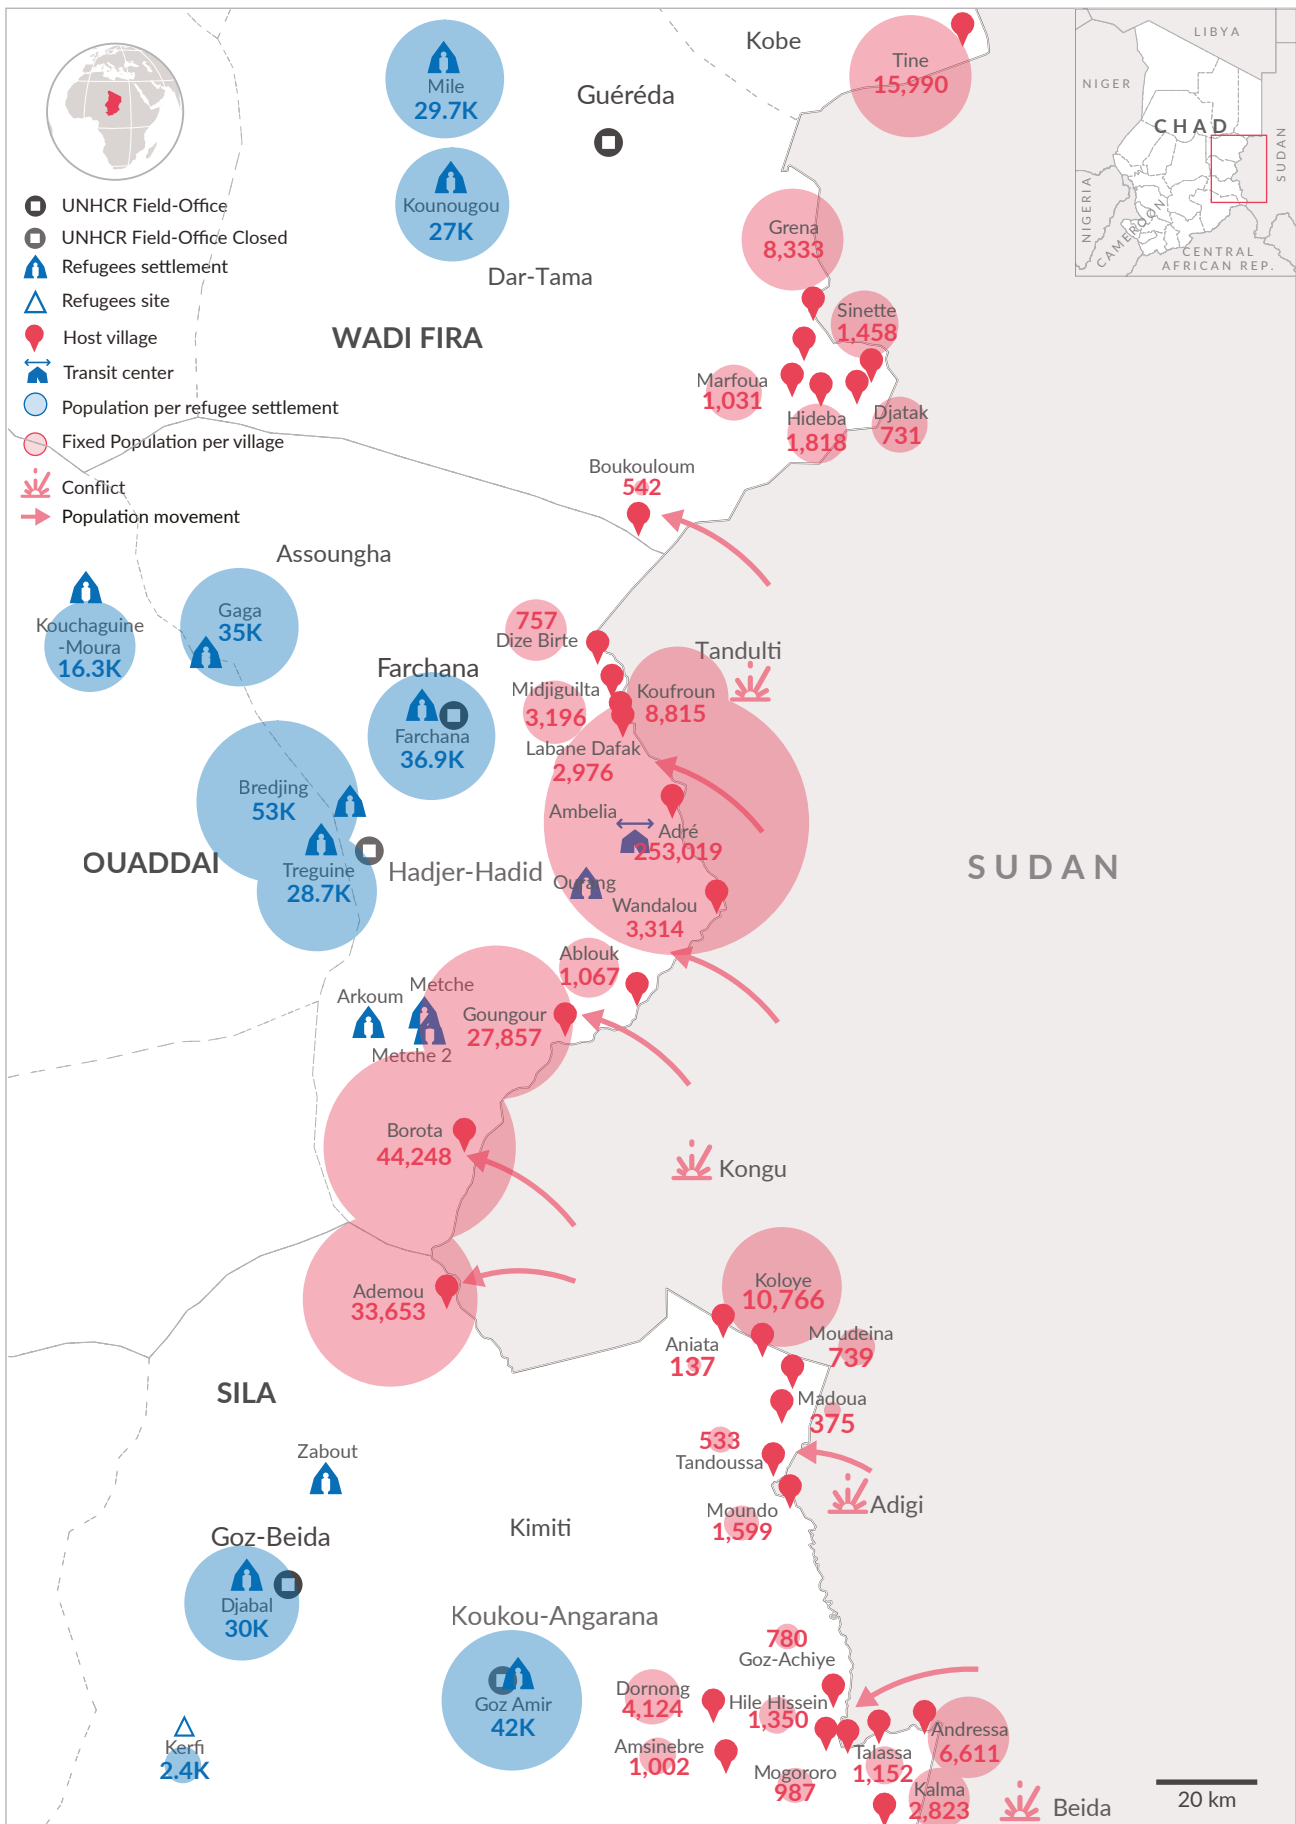 Kobe
Tine
15,990
LIBYA
NIGER
CHAD
SUDAN
NIGERIA
CAMEROON
CENTRAL
AFRICAN REP.
Mile
29.7K
Guéréda
Kounougou
27K
Dar-Tama
WADI FIRA
UNHCR Field-Office
UNHCR Field-Office Closed
Refugees settlement
Refugees site
Host village
Transit center
Population per refugee settlement
Fixed Population per village
Conflict
Population movement
Grena
8,333
Sinette
1,458
Marfoua
1,031
Hideba
1,818
Djatak
731
Boukouloum
542
Assoungha
Kouchaguine
-Moura
16.3K
Gaga
35K
Farchana
Farchana
36.9K
757
Dize Birte
Tandulti
Midjiguilta
3,196
Koufroun
8,815
Labane Dafak
2,976
Ambelia
Adré
253,019
Ourang
Wandalou
3,314
Bredjing
53K
Treguine
28.7K
OUADDAI
Hadjer-Hadid
SUDAN
Ablouk
1,067
Arkoum
Metche
Metche 2
Goungour
27,857
Borota
44,248
Kongu
Ademou
33,653
Koloye
10,766
Aniata
137
Moudeina
739
Madoua
375
533
Tandoussa
Adigi
Moundo
1,599
SILA
Zabout
Goz-Beida
Djabal
30K
Kimiti
Koukou-Angarana
Goz Amir
42K
Kerfi
2.4K
780
Goz-Achiye
Dornong
4,124
Hile Hissein
1,350
Amsinebre
1,002
Mogororo
987
Talassa
1,152
Andressa
6,611
Kalma
2,823
Beida
20 km